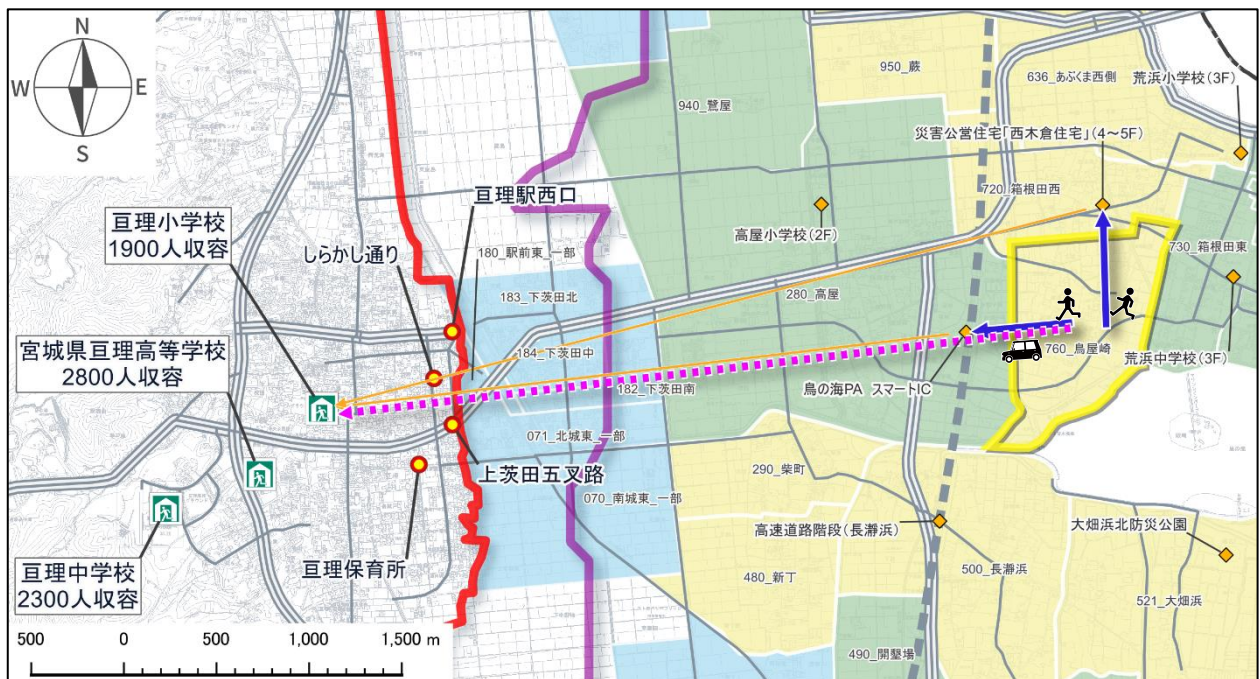 N
W
E
S
950_蕨
636_あぶくま西側
荒浜小学校(3F)
940_鷺屋
災害公営住宅「西木倉住宅」(4～5F)
720_箱根田西
亘理駅西口
亘理小学校
1900人収容
しらかし通り
高屋小学校(2F)
180_駅前東_一部
730_箱根田東
183_下茨田北
280_高屋
宮城県亘理高等学校
2800人収容
184_下茨田中
760_鳥屋崎
荒浜中学校(3F)
182_下茨田南
鳥の海PA スマートIC
071_北城東_一部
上茨田五叉路
290_柴町
070_南城東_一部
高速道路階段(長瀞浜)
大畑浜北防災公園
亘理中学校
2300人収容
亘理保育所
480_新丁
500_長瀞浜
521_大畑浜
490_開墾場
500
0
500
1,000
1,500 m